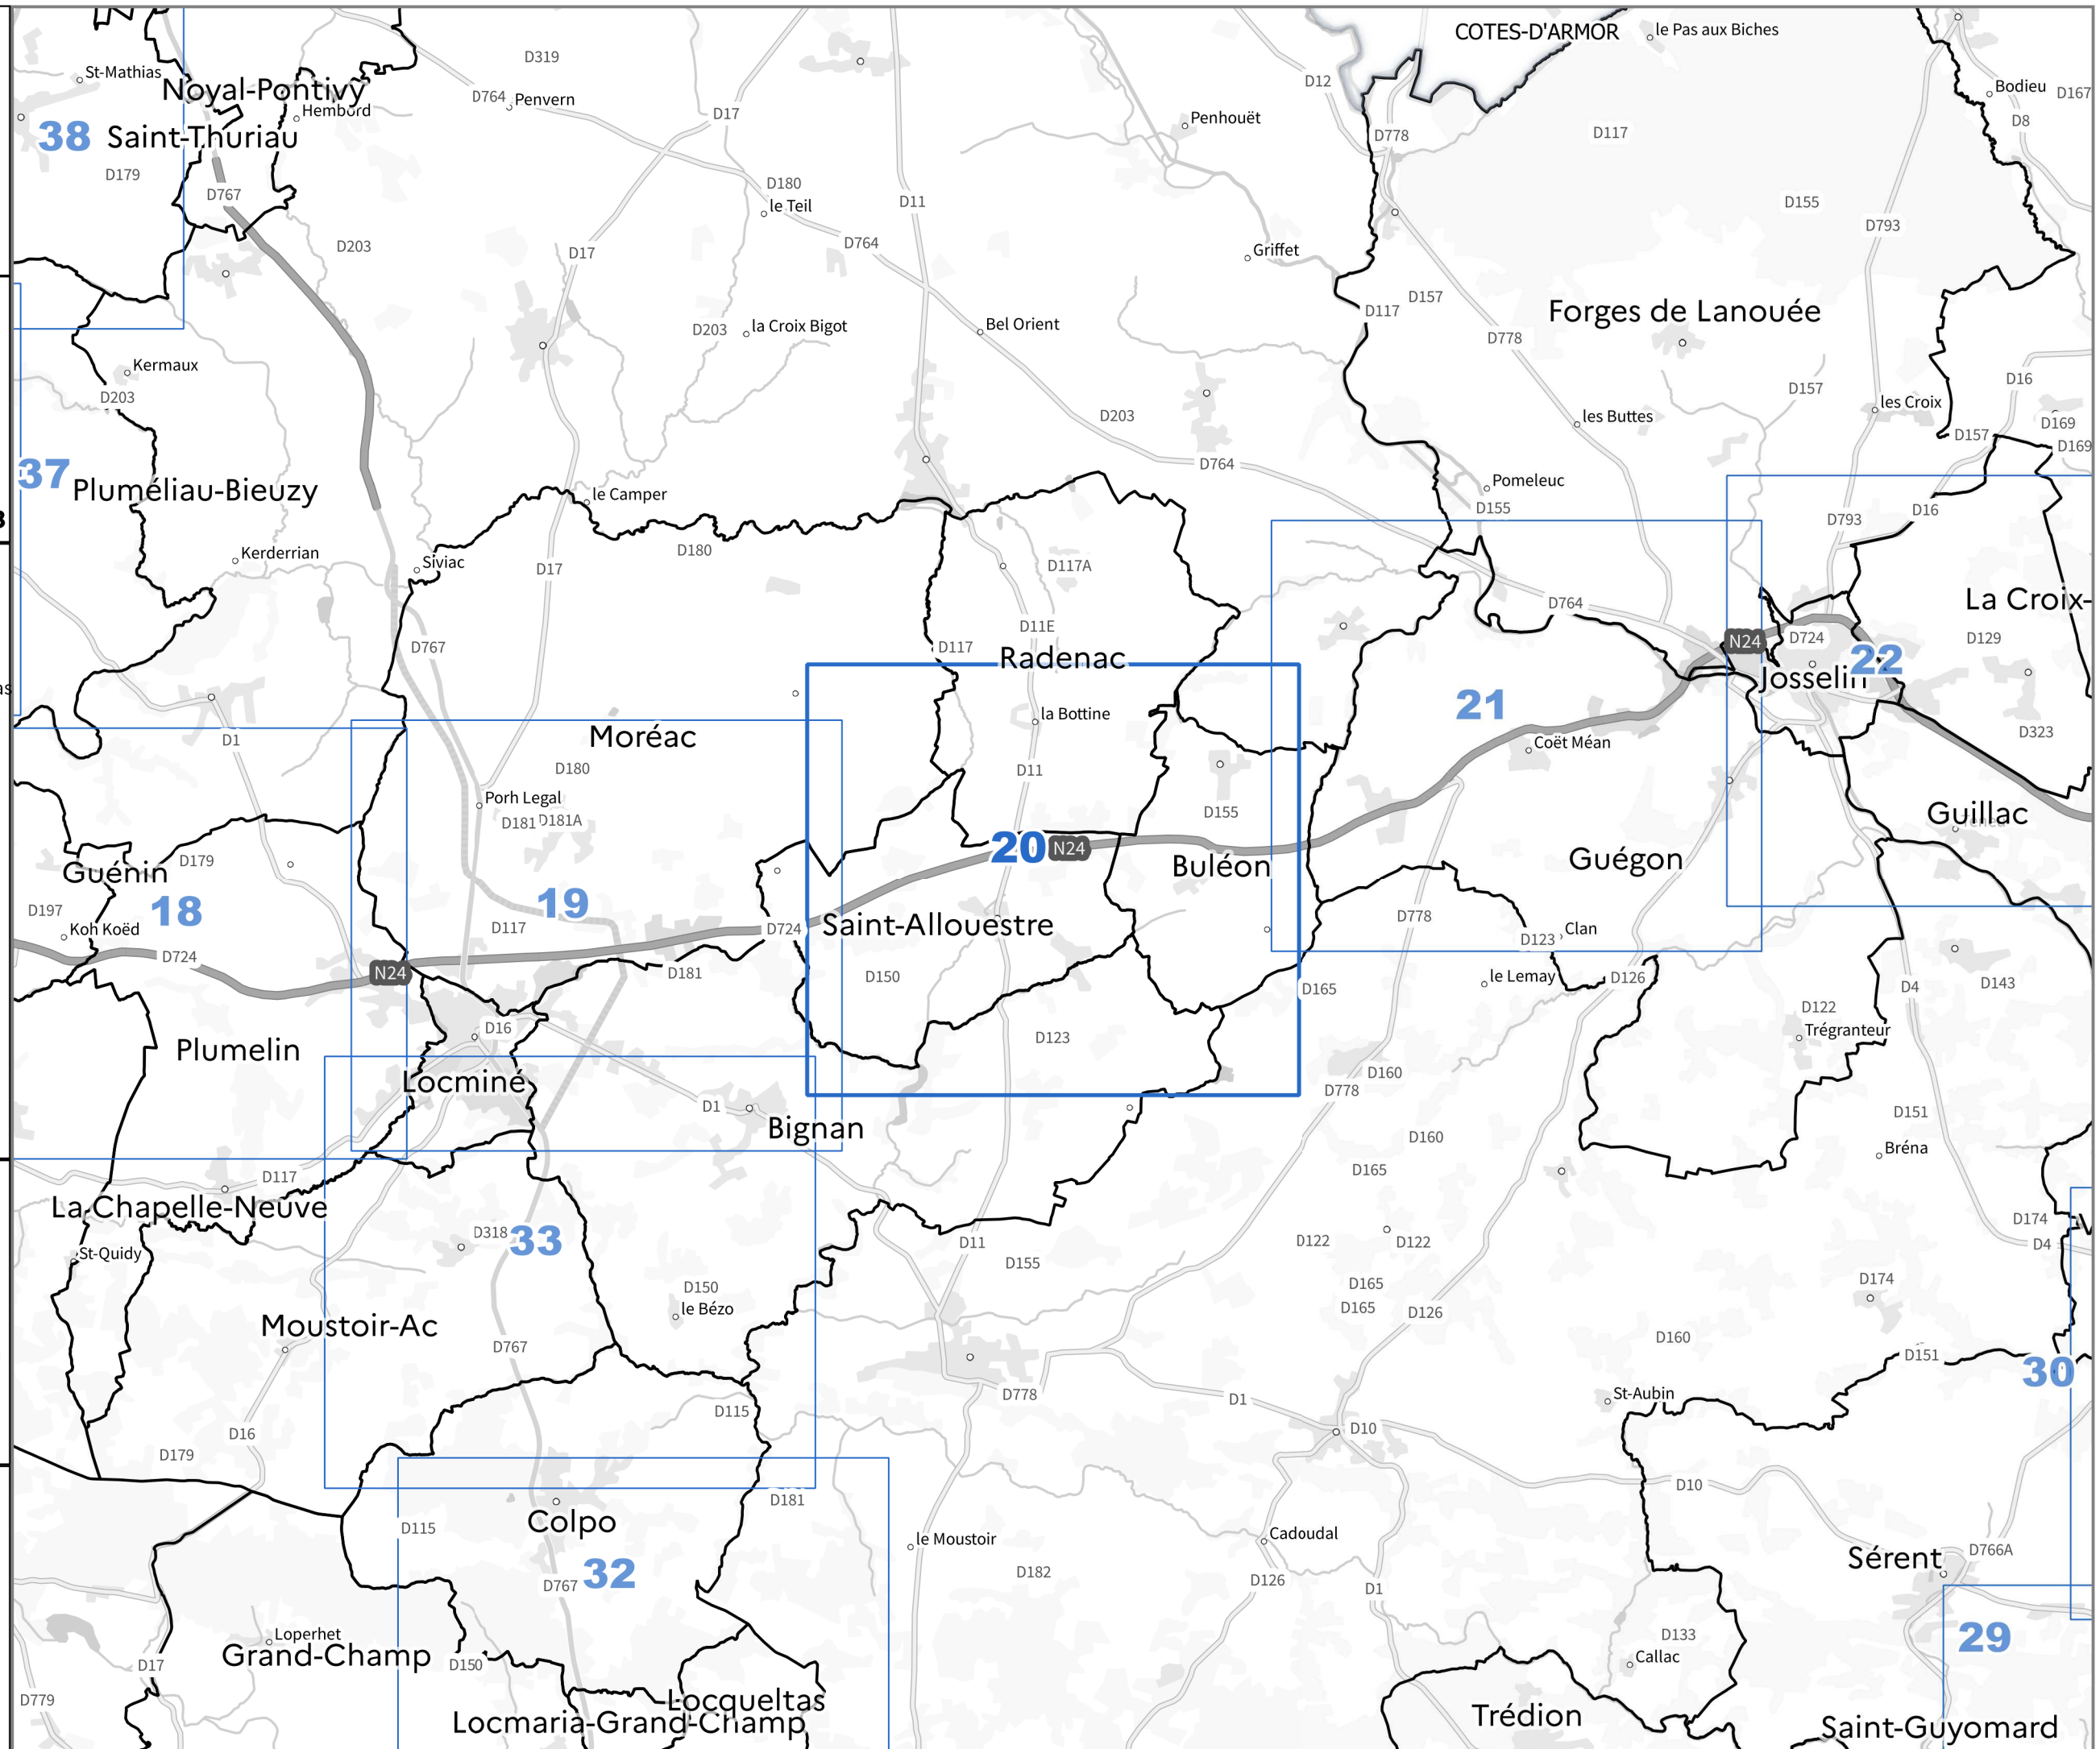 COTES-D'ARMOR
le Pas aux Biches
D319
St-Mathias
Noyal-Pontivy
D764
Penvern
D12
Bodieu
D167
Hembord
D17
Penhouët
D8
38
Saint-Thuriau
D778
D117
D179
D180
D767
le Teil
D11
D155
D793
D203
D17
D764
Griffet
D117
D157
Forges de Lanouée
D203
la Croix Bigot
Bel Orient
D778
Kermaux
D16
D203
D157
les Croix
D203
les Buttes
D169
D157
D169
37
D764
Pluméliau-Bieuzy
le Camper
Pomeleuc
D155
D16
D793
Kerderrian
D180
Siviac
D17
D117A
La Croix-
D764
D11E
D767
D117
Radenac
N24
D724
D129
22
Josselin
21
la Bottine
D1
Moréac
Coët Méan
D323
D180
D11
Porh Legal
D181
D181A
D155
Guillac
20
N24
Guénin
D179
Buléon
Guégon
18
19
D197
Koh Koëd
D117
D724
Saint-Allouestre
D778
Clan
D123
D724
N24
D181
D150
le Lemay
D126
D165
D4
D143
D122
D16
D123
Trégranteur
Plumelin
D160
Locminé
D778
D1
D151
Bignan
D160
Bréna
D165
D117
La Chapelle-Neuve
D174
D318
33
D11
D122
D122
D4
St-Quidy
D155
D174
D150
D165
le Bézo
D165
D126
Moustoir-Ac
D160
D767
D151
30
D778
D1
St-Aubin
D115
D16
D10
D179
D10
D181
Colpo
D115
le Moustoir
Cadoudal
D766A
Sérent
32
D767
D182
D126
D1
Loperhet
D133
29
Grand-Champ
D17
D150
Callac
D779
Locqueltas
Trédion
Locmaria-Grand-Champ
Saint-Guyomard